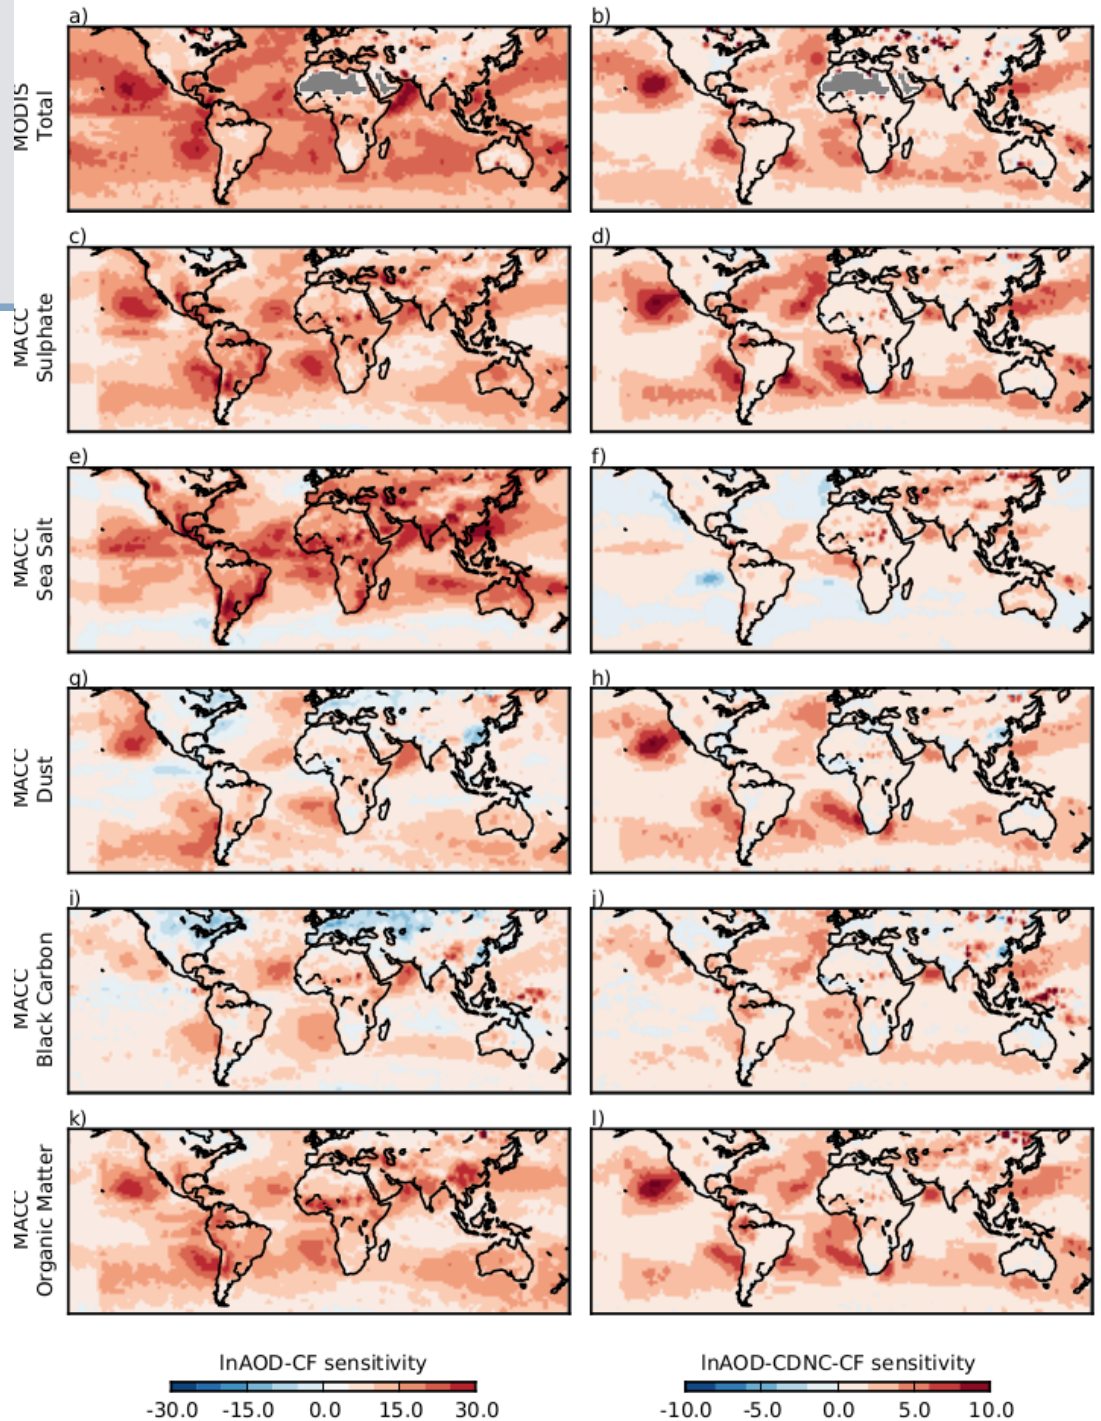 a)
b)
MODIS
Total
c)
d)
MACC
Sulphate
e)
f)
MACC
Sea Salt
g)
h)
MACC
Dust
i)
j)
MACC
Black Carbon
k)
l)
MACC
Organic Matter
lnAOD-CF sensitivity
lnAOD-CDNC-CF sensitivity
-30.0 -15.0 0.0 15.0 30.0
-10.0 -5.0 0.0 5.0 10.0